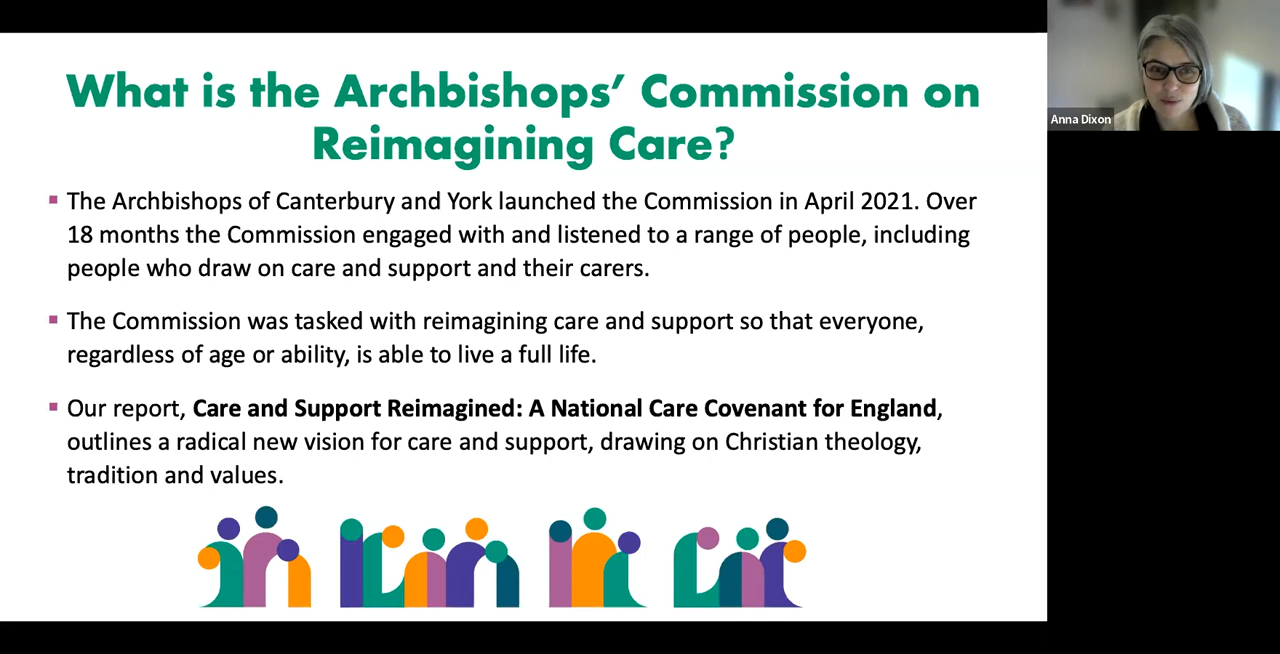 What is the Archbishops’ Commission on
Reimagining Care?
▪ The Archbishops of Canterbury and York launched the Commission in April 2021. Over
18 months the Commission engaged with and listened to a range of people, including
people who draw on care and support and their carers.
▪ The Commission was tasked with reimagining care and support so that everyone,
regardless of age or ability, is able to live a full life.
▪ Our report, Care and Support Reimagined: A National Care Covenant for England,
outlines a radical new vision for care and support, drawing on Christian theology,
tradition and values.
Anna Dixon